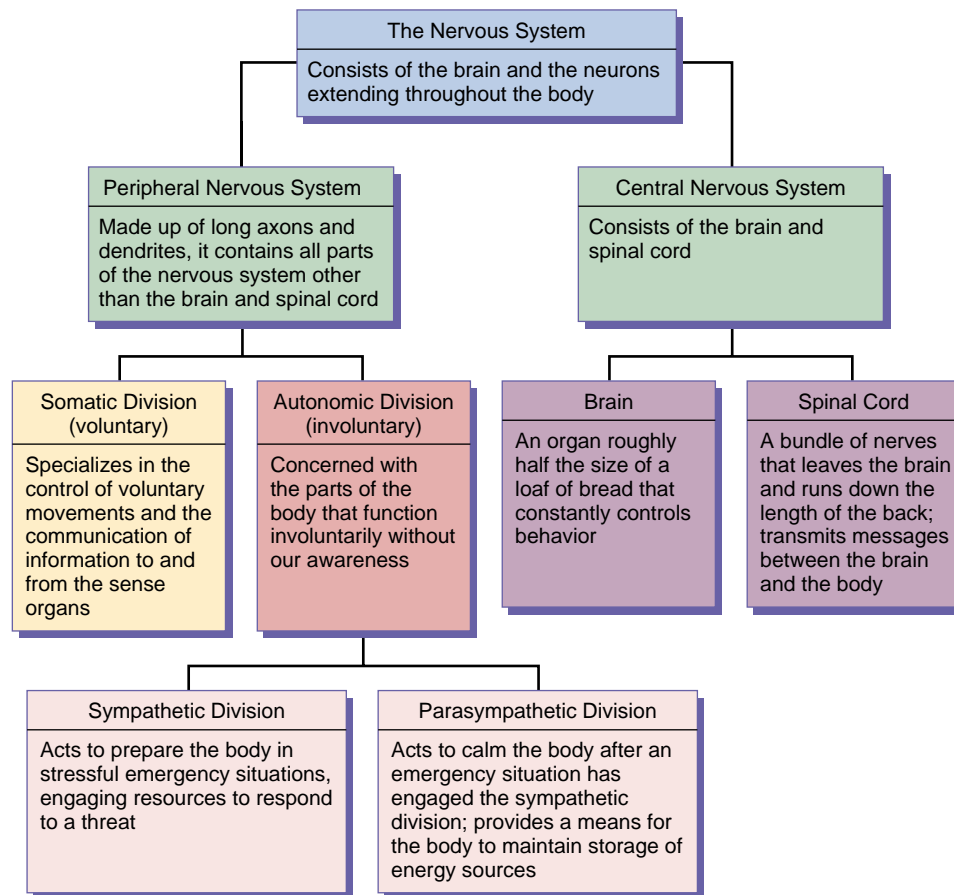 The Nervous System
Consists of the brain and the neurons
extending throughout the body
Peripheral Nervous System
Made up of long axons and
dendrites, it contains all parts
of the nervous system other
than the brain and spinal cord
Central Nervous System
Consists of the brain and
spinal cord
Somatic Division
(voluntary)
Specializes in the
control of voluntary
movements and the
communication of
information to and
from the sense
organs
Autonomic Division
(involuntary)
Concerned with
the parts of the
body that function
involuntarily without
our awareness
Brain
An organ roughly
half the size of a
loaf of bread that
constantly controls
behavior
Spinal Cord
A bundle of nerves
that leaves the brain
and runs down the
length of the back;
transmits messages
between the brain
and the body
Sympathetic Division
Acts to prepare the body in
stressful emergency situations,
engaging resources to respond
to a threat
Parasympathetic Division
Acts to calm the body after an
emergency situation has
engaged the sympathetic
division; provides a means for
the body to maintain storage of
energy sources